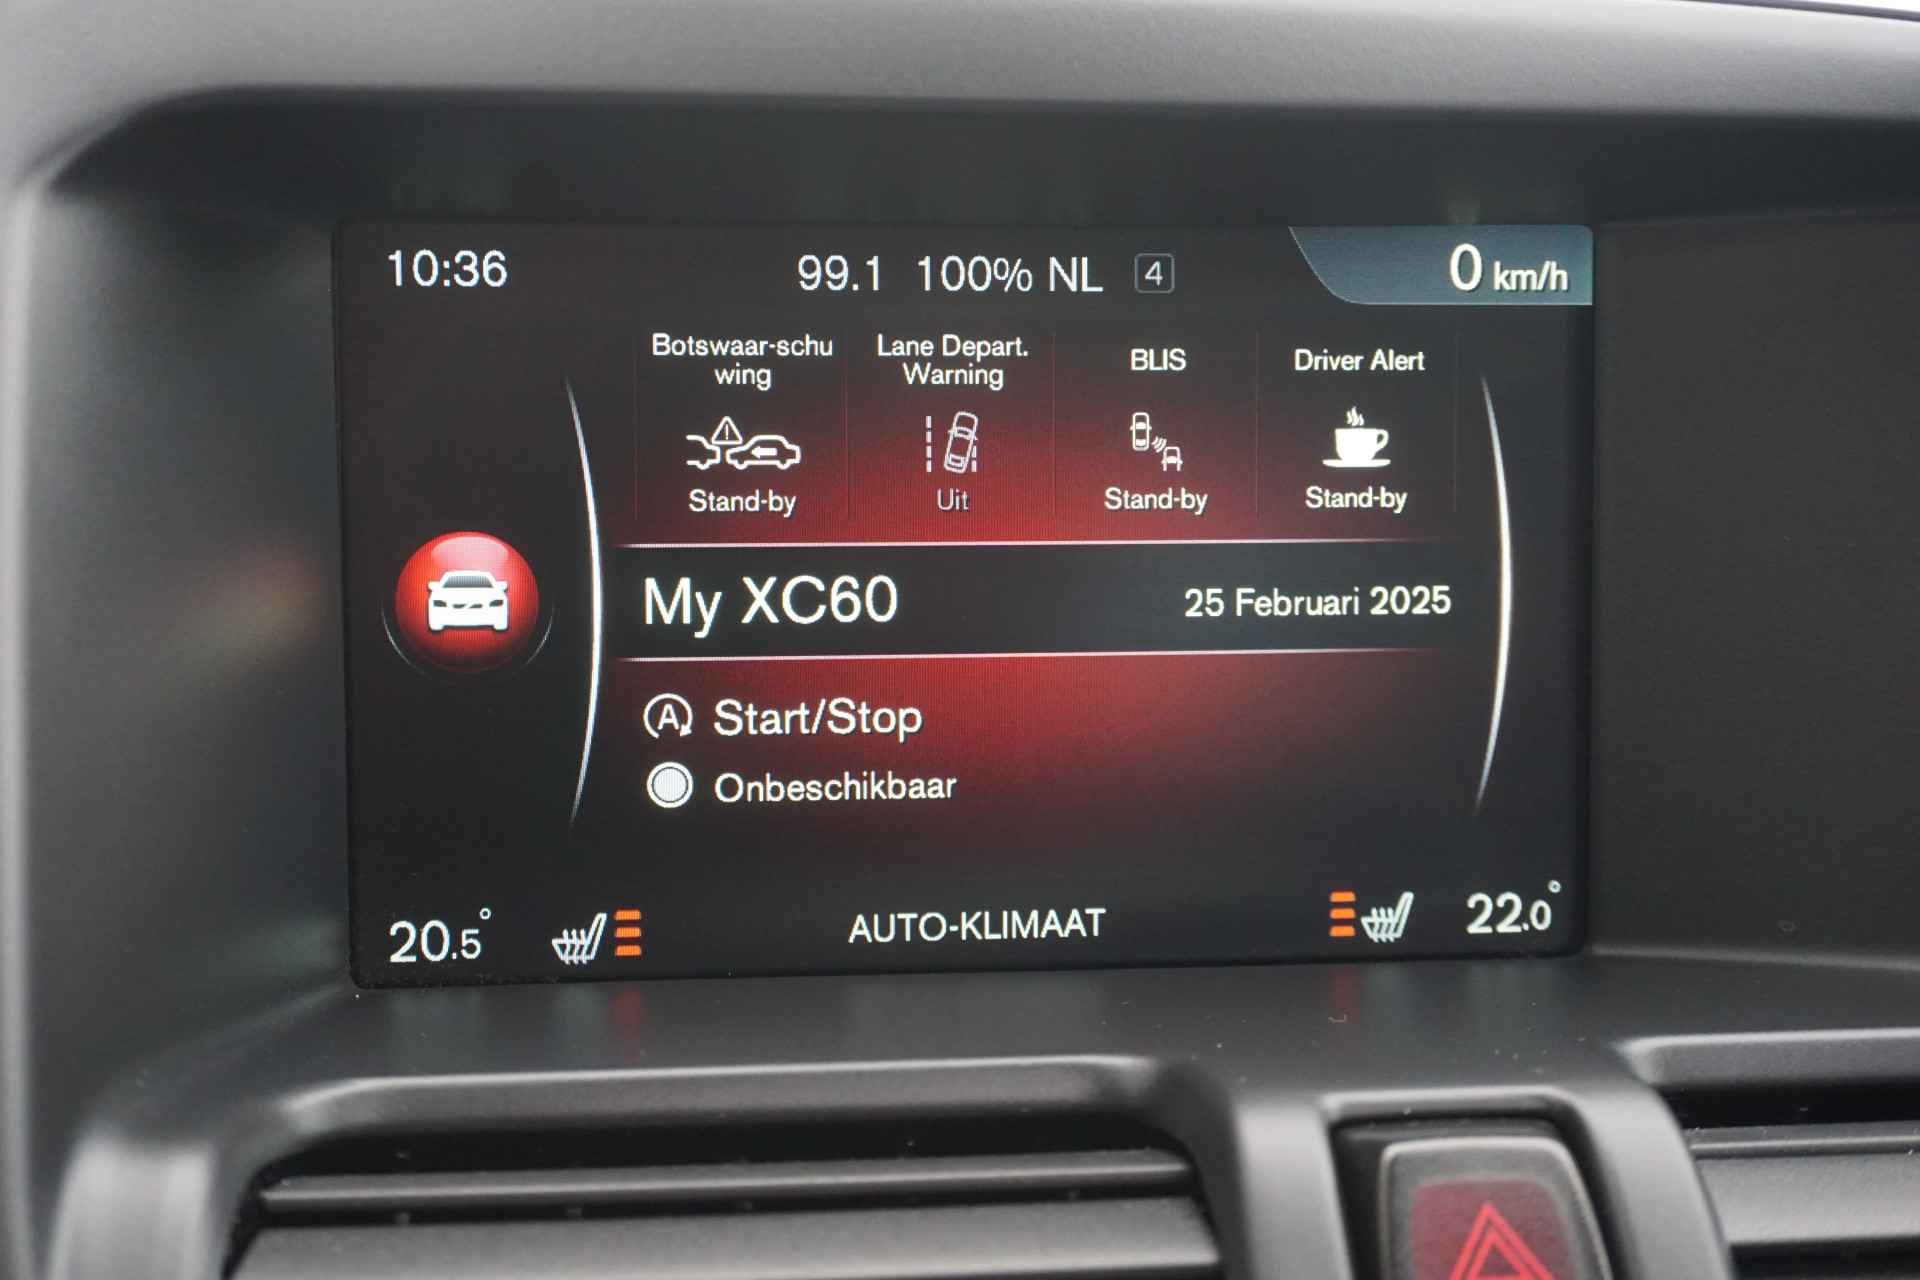 10:36 99.1 100% NL 4 0 km/h
Botswaar-schu
wing
Lane Depart.
Warning
BLIS
Driver Alert
Stand-by Uit Stand-by Stand-by
My XC60 25 Februari 2025
A Start/Stop
Onbeschikbaar
20.5° AUTO-KLIMAAT 22.0°